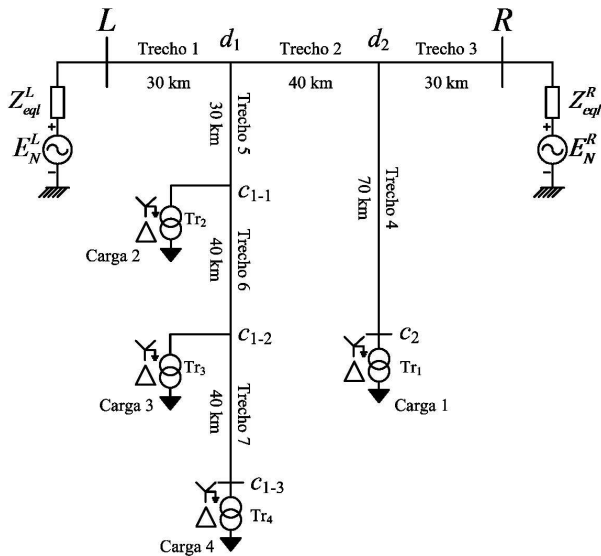 L
Trecho 1
d1
Trecho 2
d2
Trecho 3
R
30 km
40 km
30 km
Z^L_eql
+
E^L_N
−
Z^R_eql
+
E^R_N
−
Trecho 5
30 km
c1-1
Tr2
Carga 2
Trecho 4
70 km
Trecho 6
40 km
c1-2
Tr3
Carga 3
c2
Tr1
Carga 1
Trecho 7
40 km
c1-3
Tr4
Carga 4